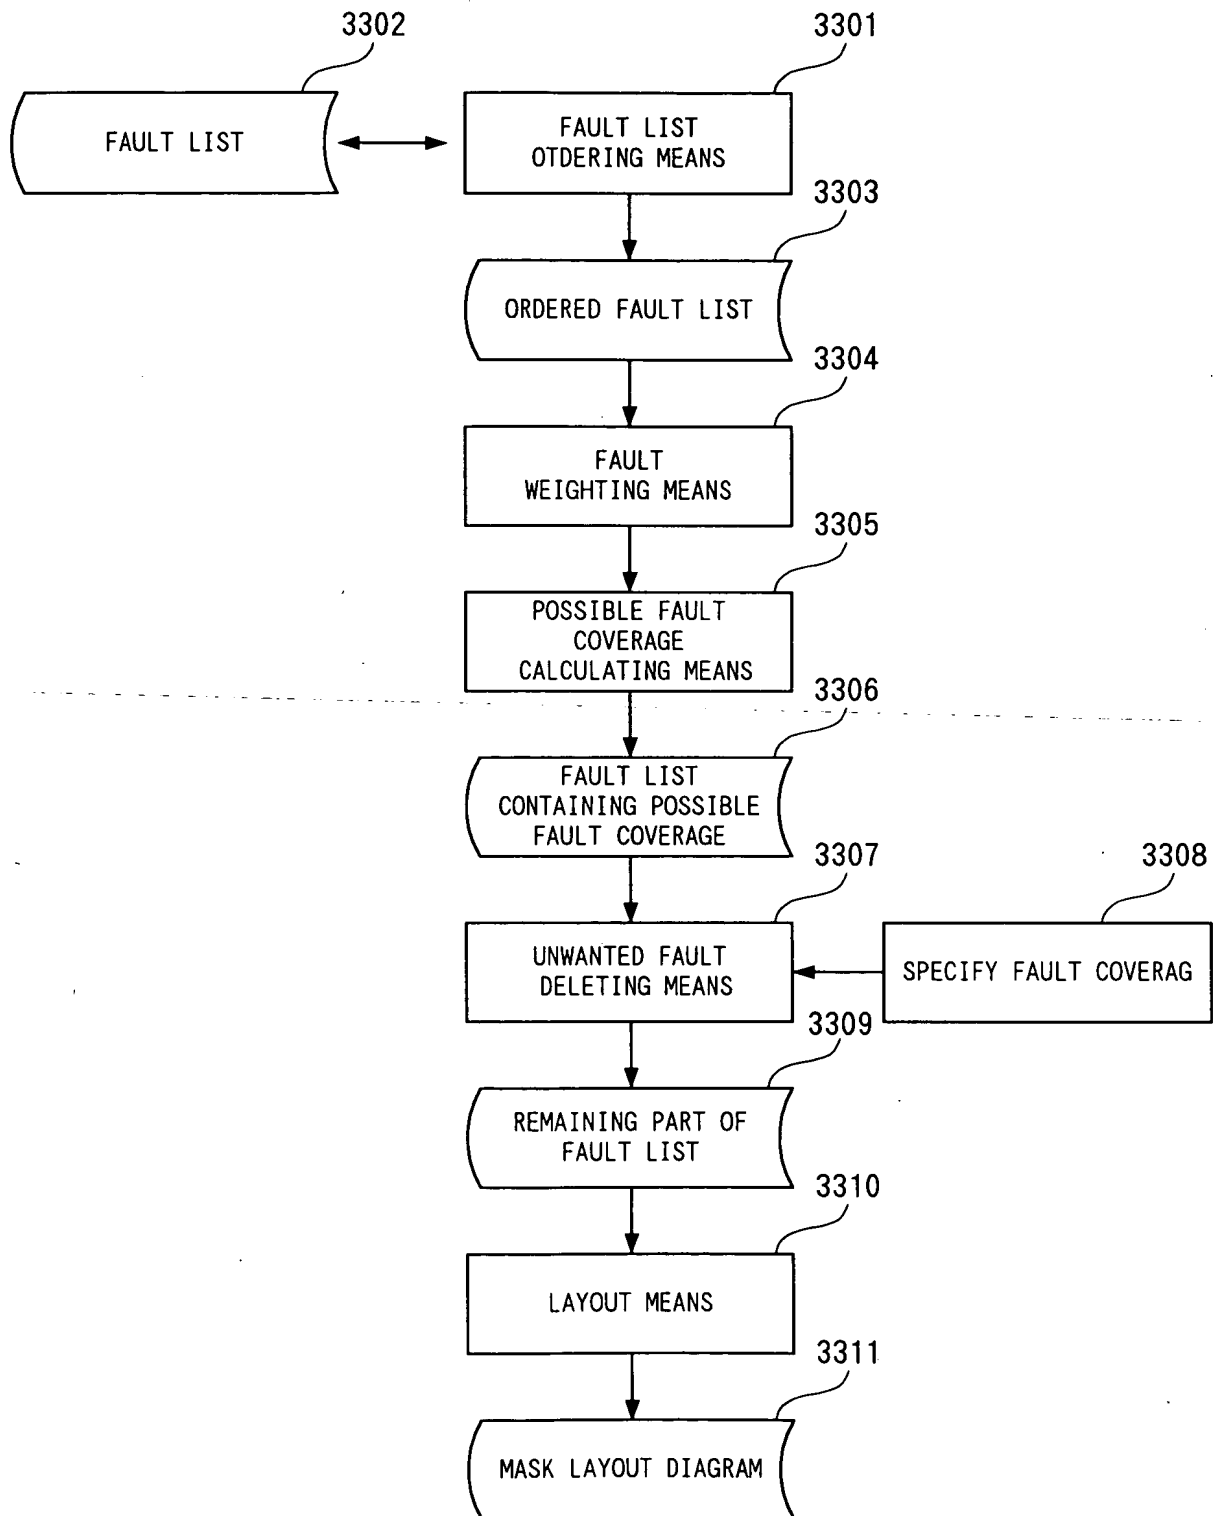 3302
3301
FAULT LIST
FAULT LIST
OTDERING MEANS
3303
ORDERED FAULT LIST
3304
FAULT
WEIGHTING MEANS
3305
POSSIBLE FAULT
COVERAGE
CALCULATING MEANS
3306
FAULT LIST
CONTAINING POSSIBLE
FAULT COVERAGE
3307
3308
UNWANTED FAULT
DELETING MEANS
SPECIFY FAULT COVERAG
3309
REMAINING PART OF
FAULT LIST
3310
LAYOUT MEANS
3311
MASK LAYOUT DIAGRAM